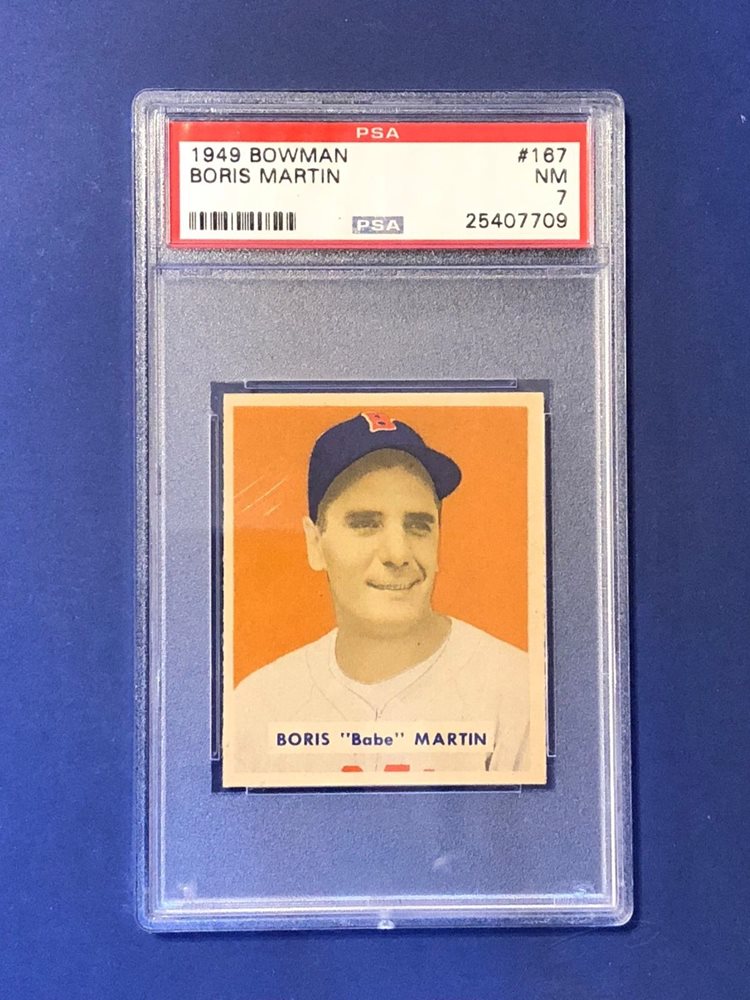 PSA
1949 BOWMAN #167
BORIS MARTIN NM
7
PSA 25407709
B
BORIS "Babe" MARTIN